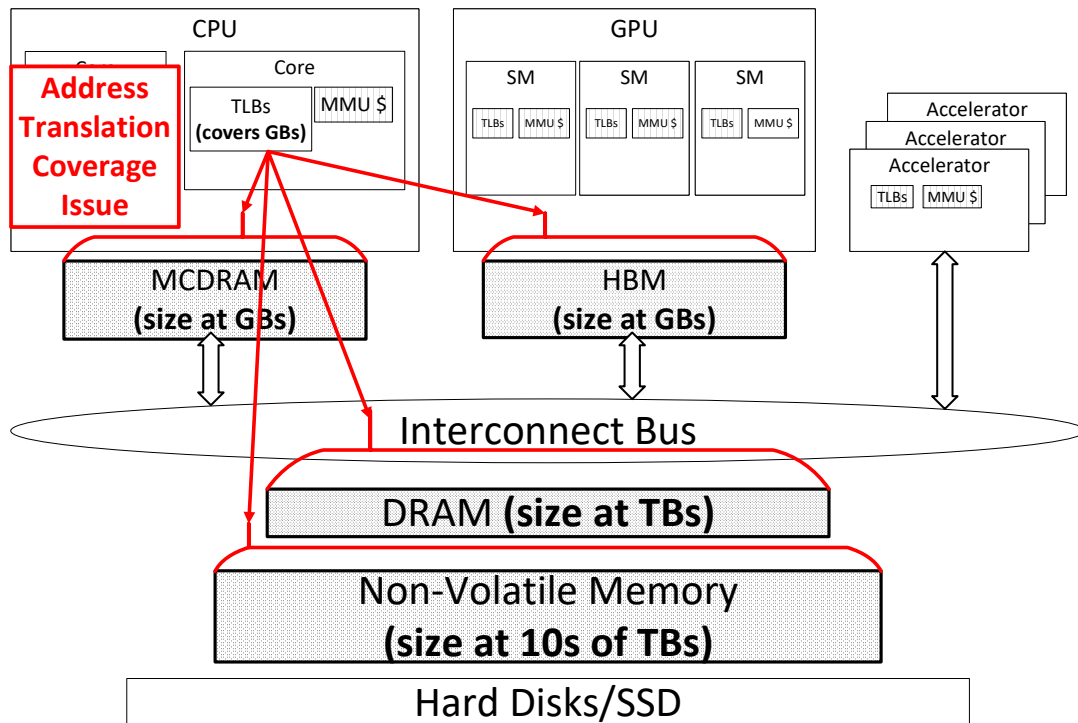 CPU
GPU
Core
Address
Translation
Coverage
Issue
TLBs
(covers GBs)
MMU $
SM
SM
SM
TLBs
MMU $
TLBs
MMU $
TLBs
MMU $
Accelerator
Accelerator
Accelerator
TLBs
MMU $
MCDRAM
(size at GBs)
HBM
(size at GBs)
Interconnect Bus
DRAM (size at TBs)
Non-Volatile Memory
(size at 10s of TBs)
Hard Disks/SSD